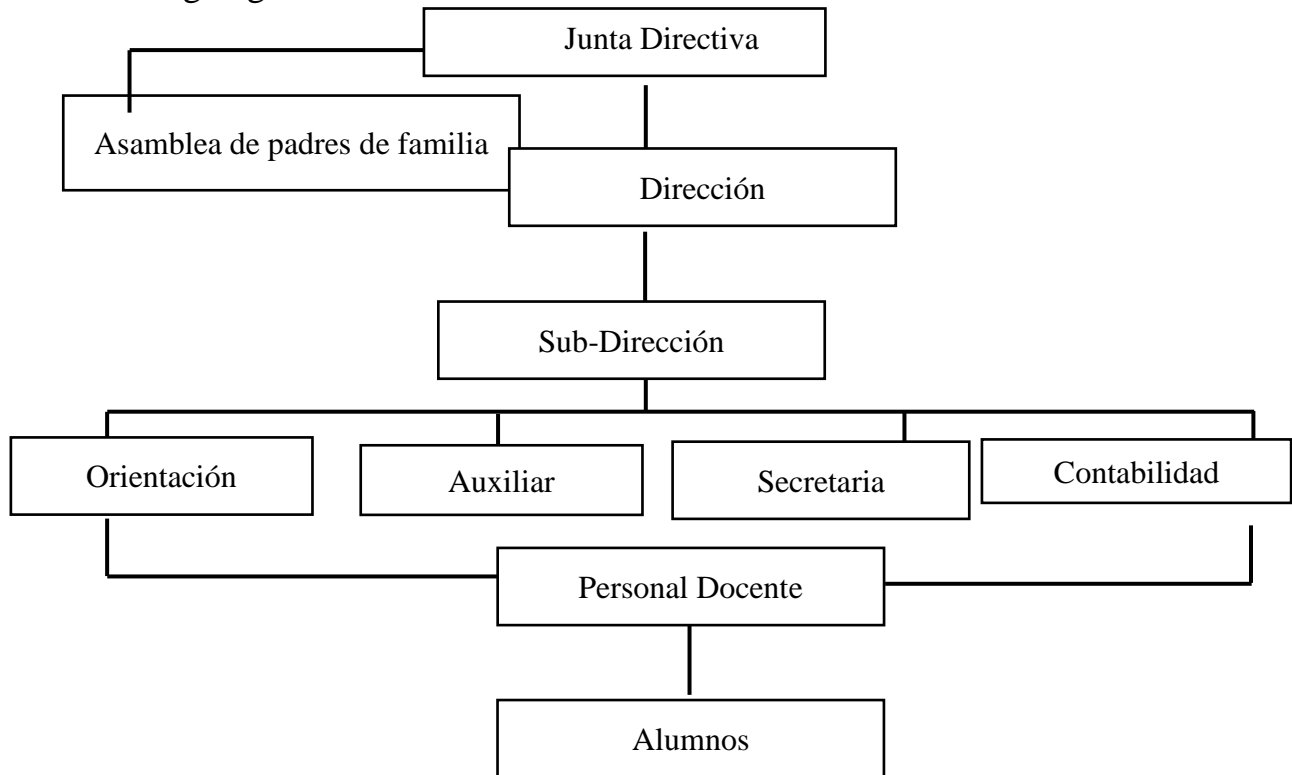 Junta Directiva
Asamblea de padres de familia
Dirección
Sub-Dirección
Orientación
Auxiliar
Secretaria
Contabilidad
Personal Docente
Alumnos